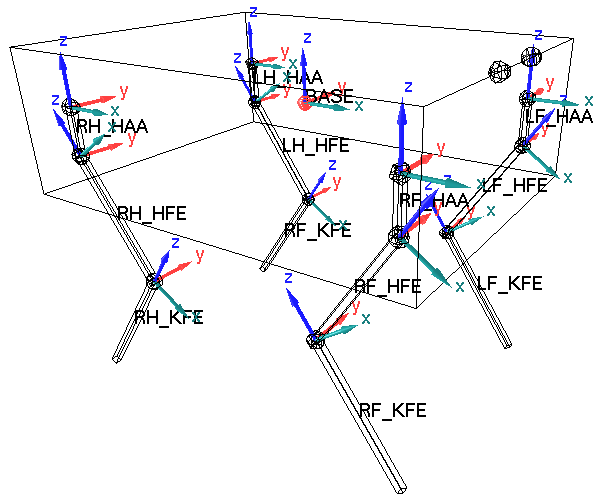 z
z
z
z
z
z
y
x
LH_HAA
y
x
BASE
y
x
LF_HAA
z
z
y
x
RH_HAA
z
z
y
y
x
RF_HAA
y
x
LH_HFE
z
y
x
LF_HFE
z
y
x
RH_HFE
y
x
RF_KFE
z
y
x
RH_KFE
z
y
x
RF_HFE
LF_KFE
RF_KFE